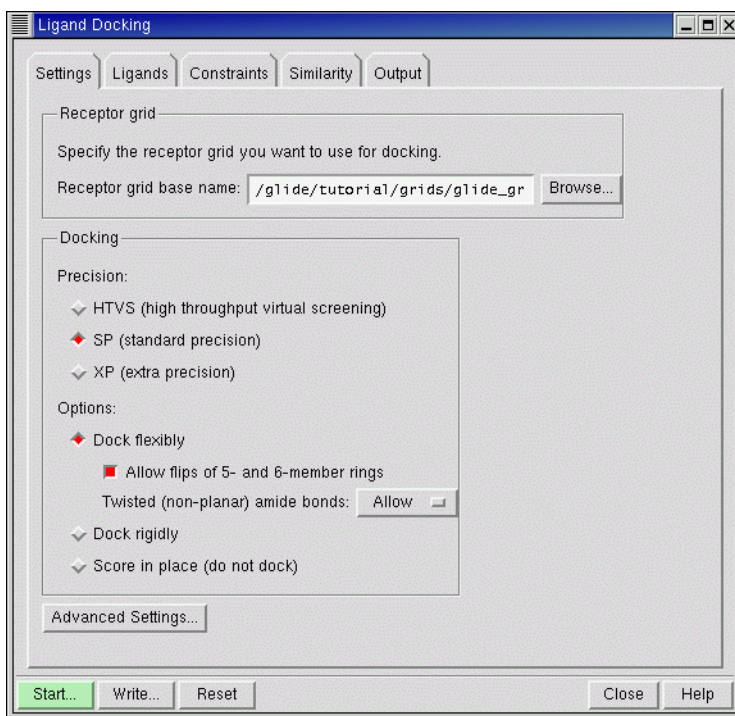 Ligand Docking
Settings Ligands Constraints Similarity Output
Receptor grid
Specify the receptor grid you want to use for docking.
Receptor grid base name: /glide/tutorial/grids/glide_gr Browse...
Docking
Precision:
HTVS (high throughput virtual screening)
SP (standard precision)
XP (extra precision)
Options:
Dock flexibly
Allow flips of 5- and 6-member rings
Twisted (non-planar) amide bonds: Allow
Dock rigidly
Score in place (do not dock)
Advanced Settings...
Start... Write... Reset Close Help